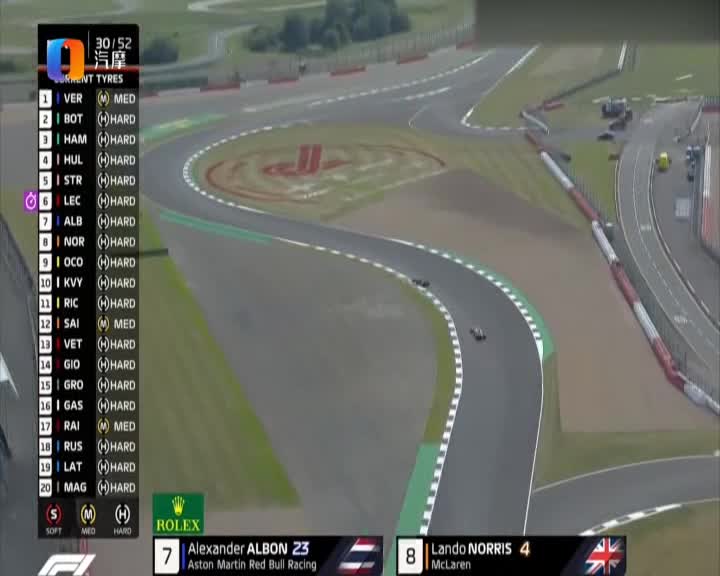 30/52
汽摩
CURRENT TYRES
1 VER M MED
2 BOT H HARD
3 HAM H HARD
4 HUL H HARD
5 STR H HARD
6 LEC H HARD
7 ALB H HARD
8 NOR H HARD
9 OCO H HARD
10 KVY H HARD
11 RIC H HARD
12 SAI M MED
13 VET H HARD
14 GIO H HARD
15 GRO H HARD
16 GAS H HARD
17 RAI M MED
18 RUS H HARD
19 LAT H HARD
20 MAG H HARD
S M H
SOFT MED HARD
ROLEX
7 Alexander ALBON 23
Aston Martin Red Bull Racing
8 Lando NORRIS 4
McLaren
F1